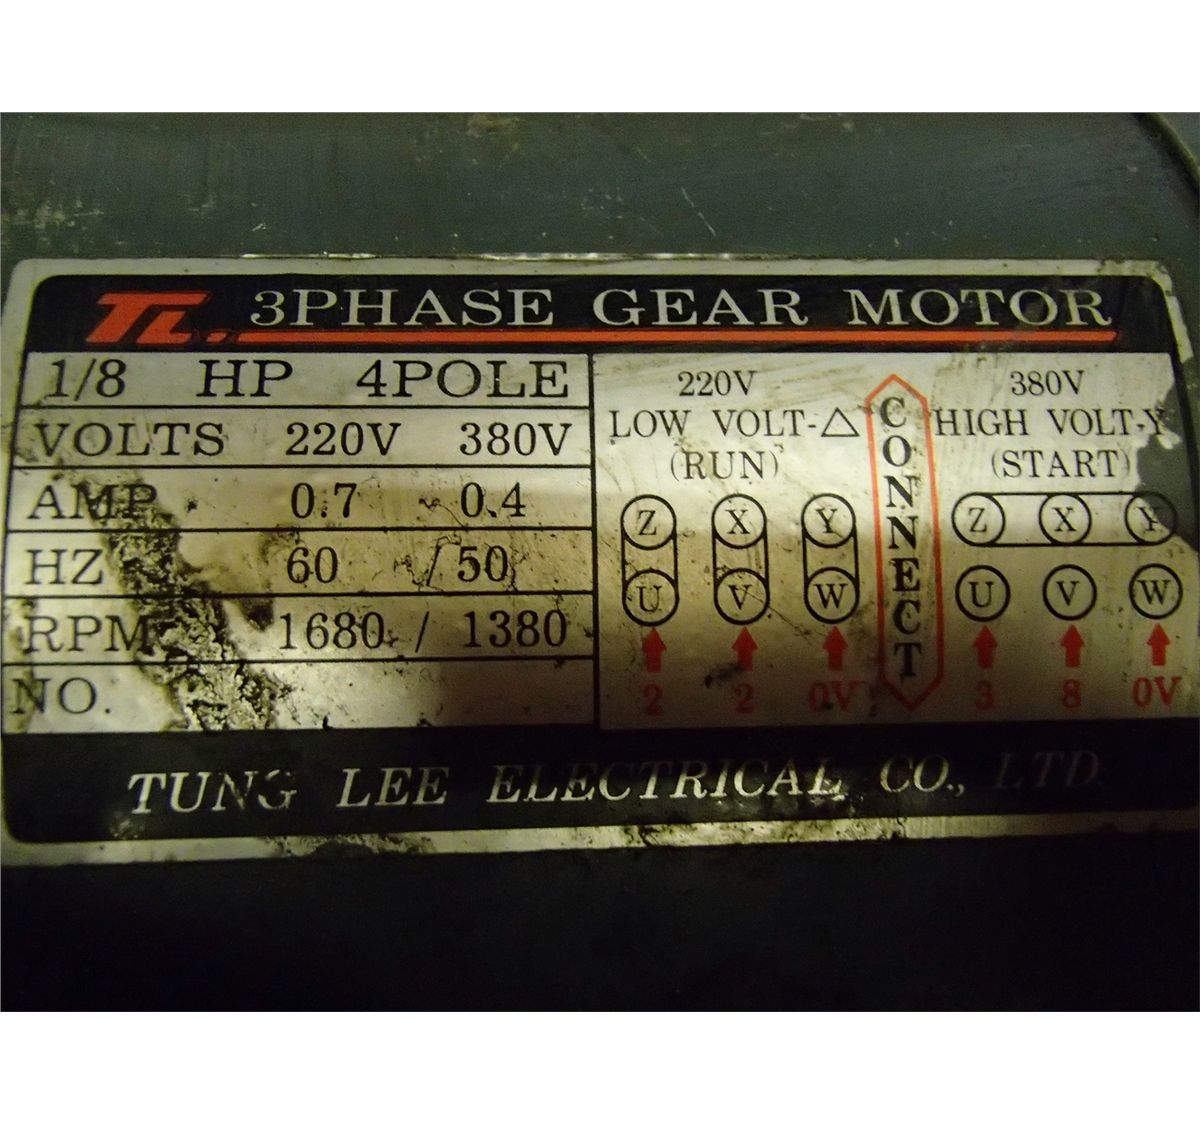 TL. 3PHASE GEAR MOTOR
1/8 HP 4POLE
VOLTS 220V 380V
AMP 0.7 0.4
HZ 60 / 50
RPM 1680 / 1380
NO.
220V
LOW VOLT-△
(RUN)
Z X Y
U V W
2 2 0V
CONNECT
380V
HIGH VOLT-Y
(START)
Z X Y
U V W
3 8 0V
TUNG LEE ELECTRICAL CO., LTD.